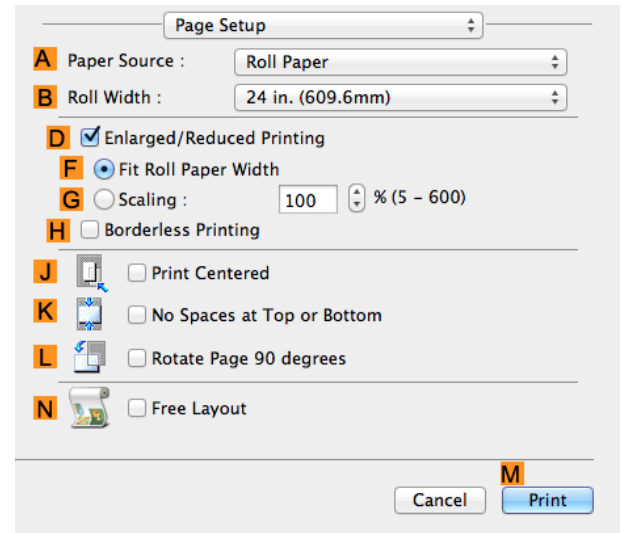 Page Setup
A Paper Source : Roll Paper
B Roll Width : 24 in. (609.6mm)
D Enlarged/Reduced Printing
F Fit Roll Paper Width
G Scaling : 100 % (5 - 600)
H Borderless Printing
J Print Centered
K No Spaces at Top or Bottom
L Rotate Page 90 degrees
N Free Layout
M
Cancel Print